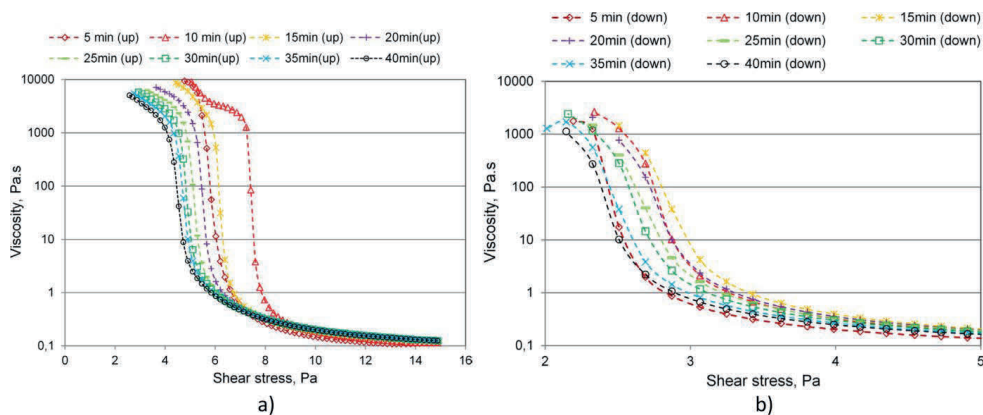 5 min (up) 10 min (up) 15min (up) 20min (up)
25min (up) 30min(up) 35min (up) 40min(up)
10000
1000
100
10
1
0,1
Viscosity, Pa.s
0 2 4 6 8 10 12 14 16
Shear stress, Pa
a)
5 min (down) 10min (down) 15min (down)
20min (down) 25min (down) 30min (down)
35min (down) 40min (down)
10000
1000
100
10
1
0,1
Viscosity, Pa.s
2 3 4 5
Shear stress, Pa
b)